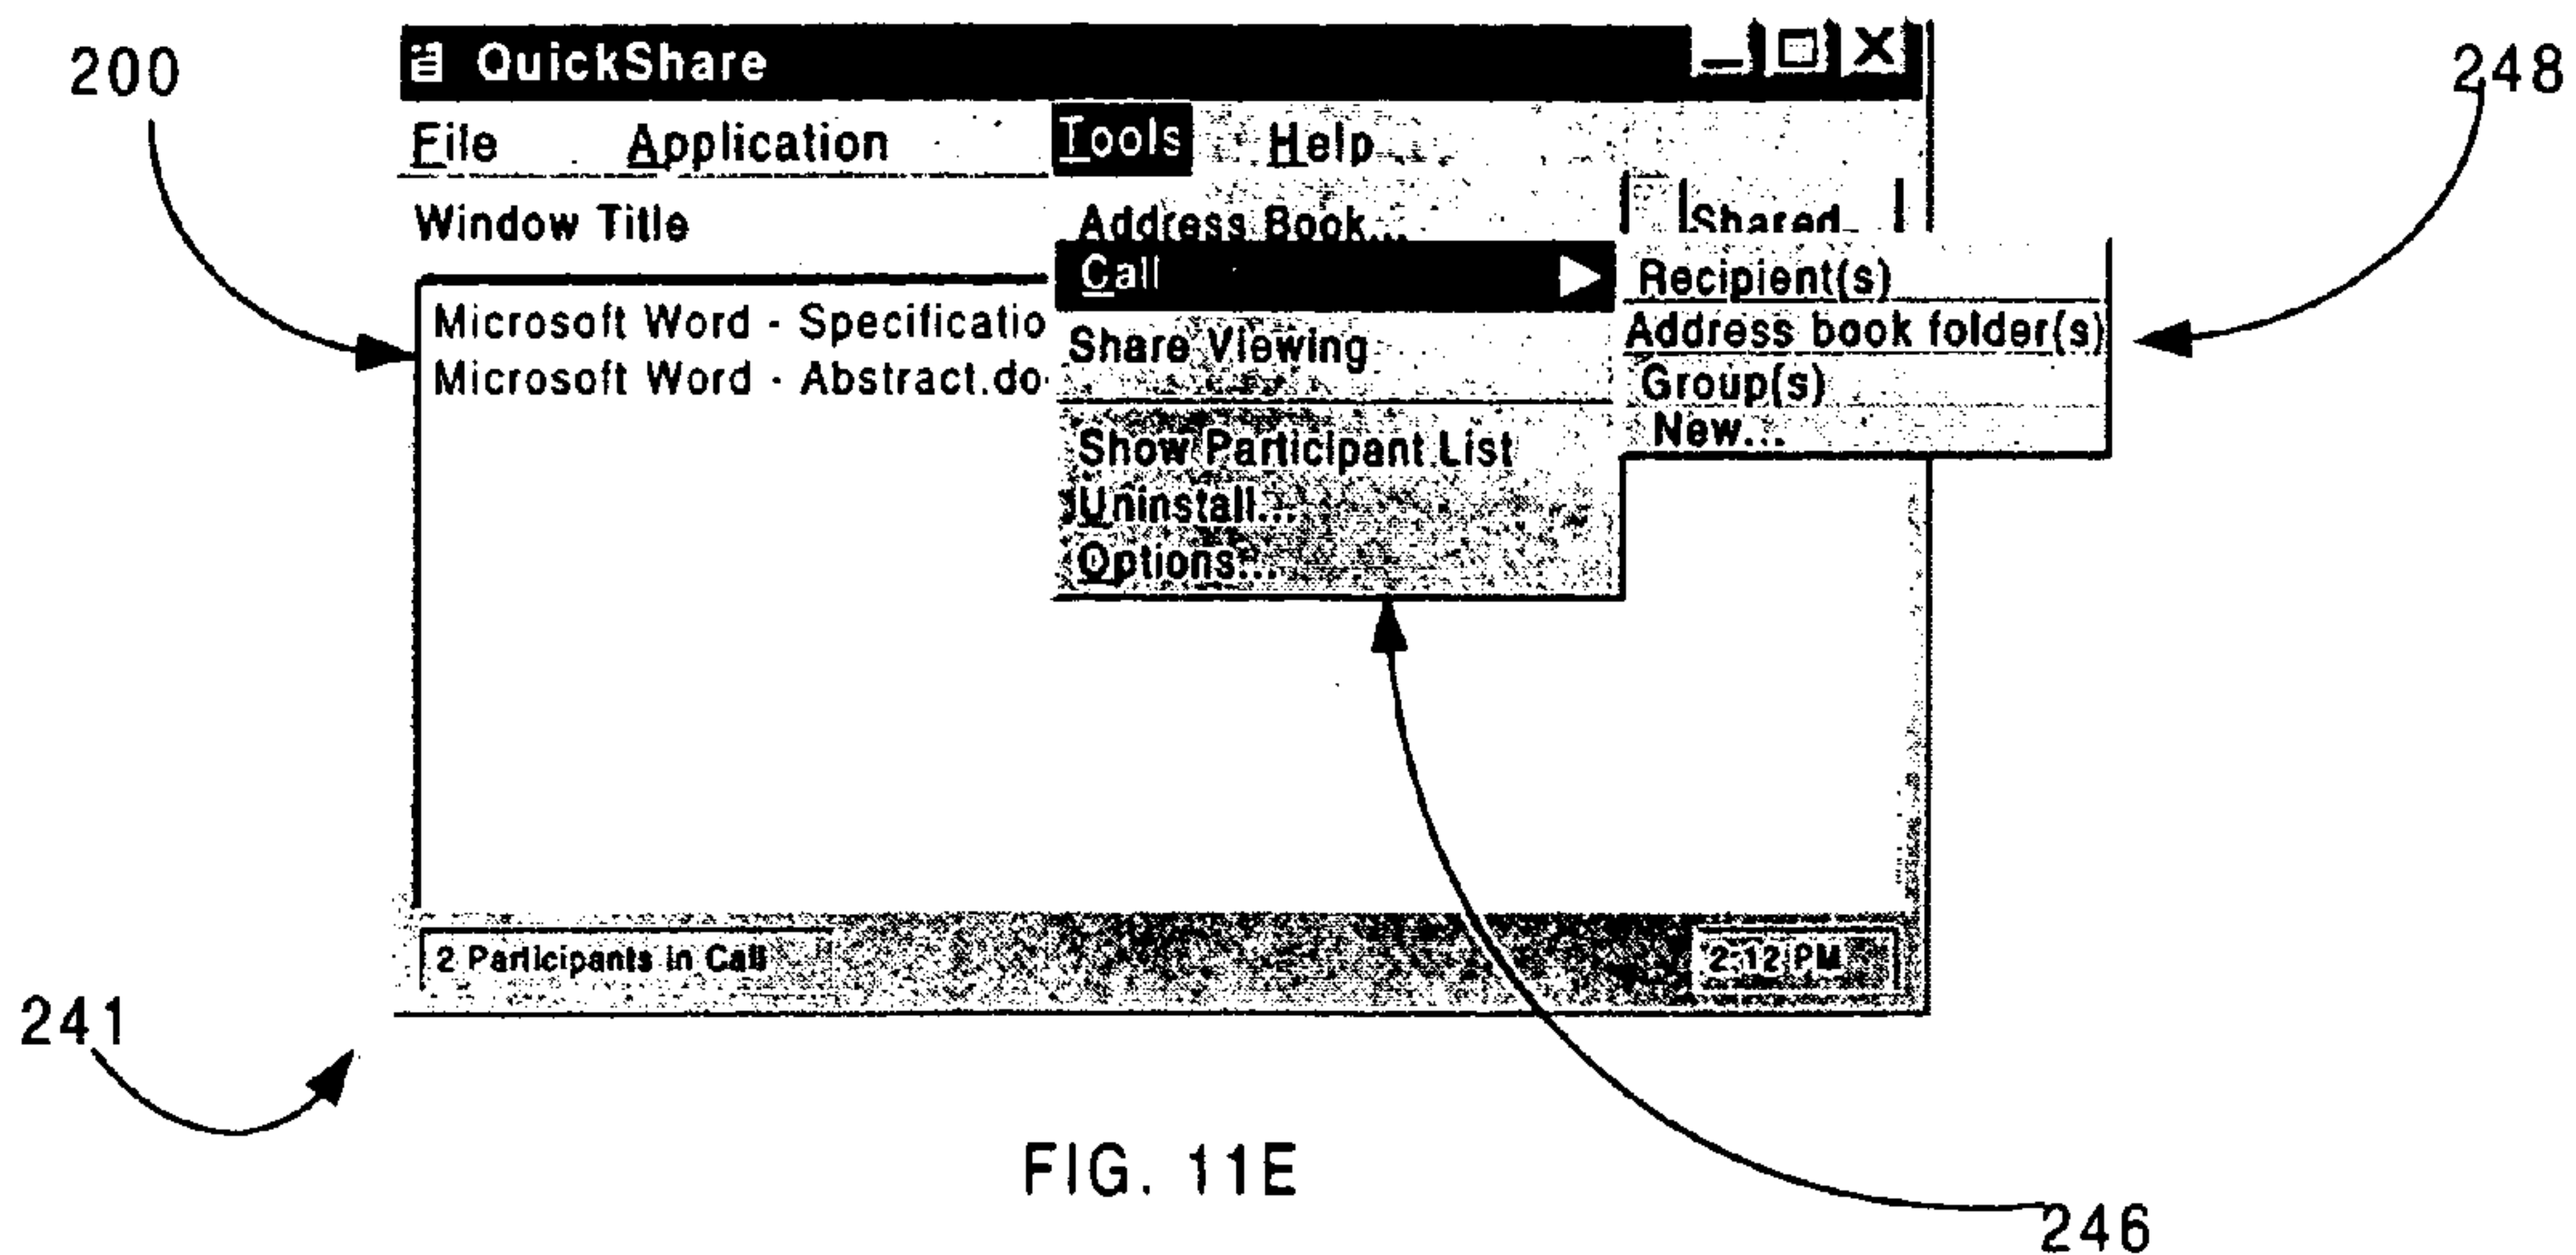 200
QuickShare
248
File Application Tools Help
Window Title
Address Book...
Shared
Call
Recipient(s)
Microsoft Word - Specificatio
Address book folder(s)
Share Viewing
Microsoft Word - Abstract.do
Group(s)
New...
Show Participant List
Uninstall...
Options...
2 Participants in Call
2:12 PM
241
FIG. 11E
246